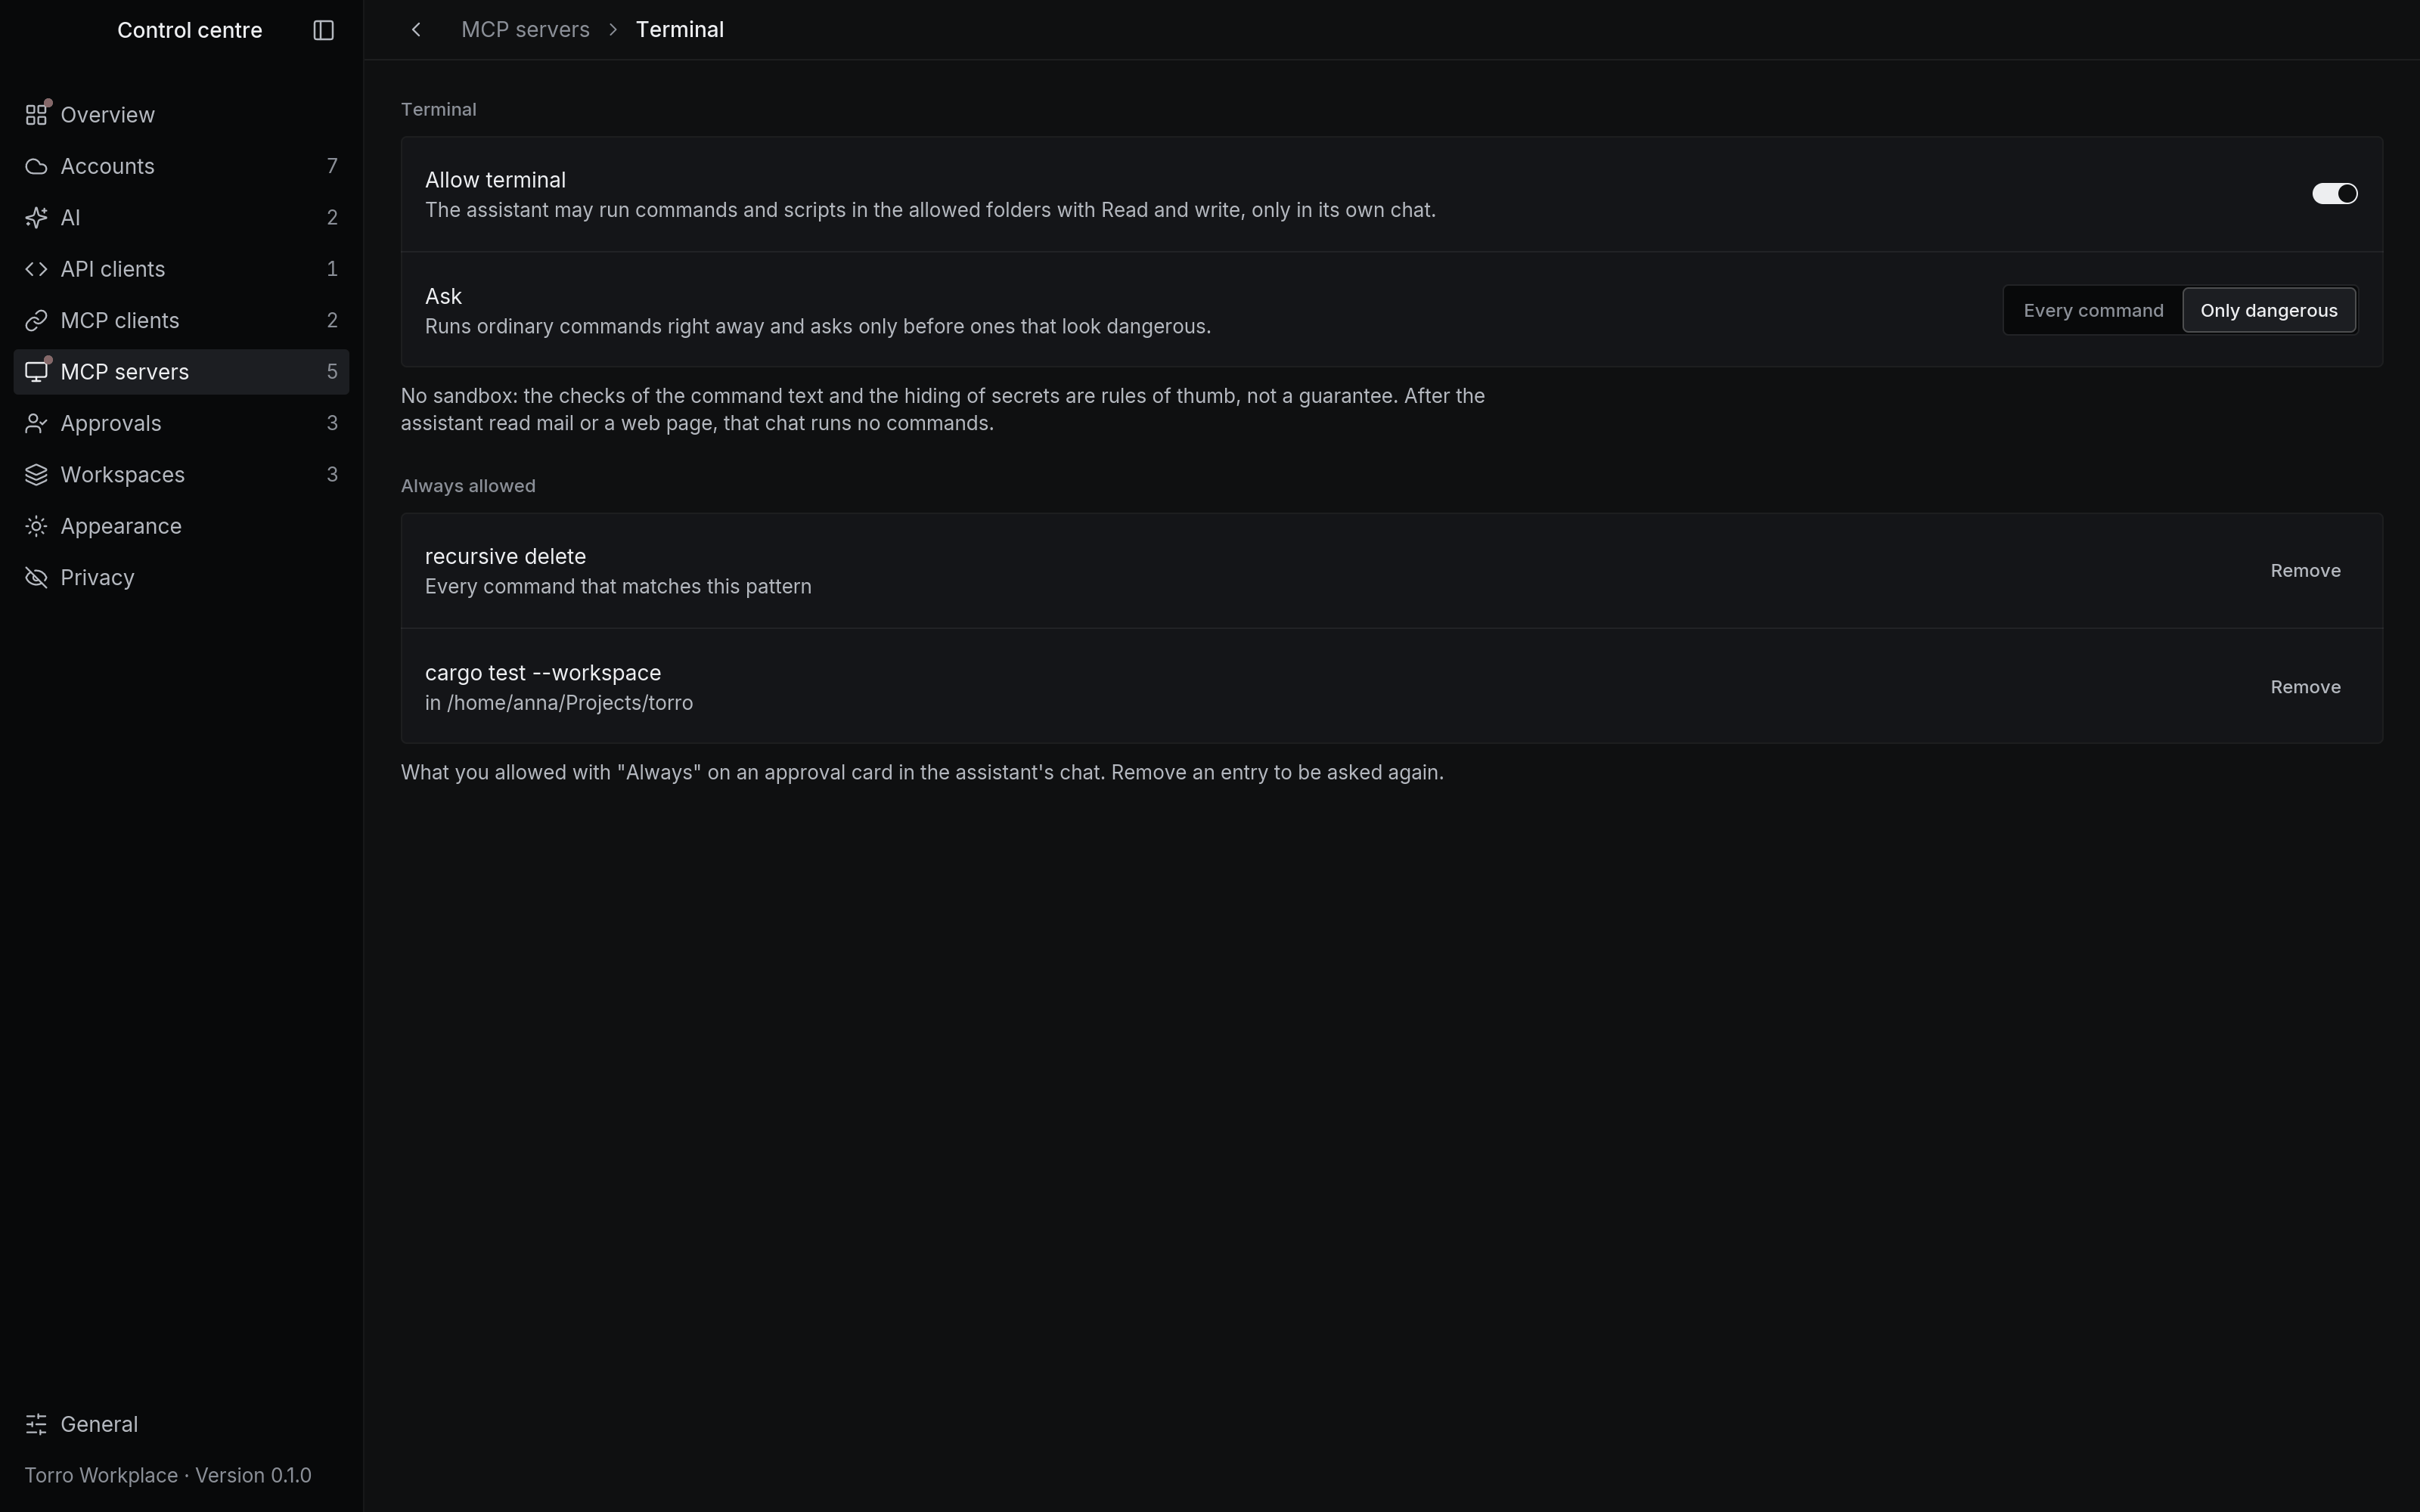 Control centre
MCP servers > Terminal
Overview
Accounts 7
AI 2
API clients 1
MCP clients 2
MCP servers 5
Approvals 3
Workspaces 3
Appearance
Privacy
General
Torro Workplace · Version 0.1.0
Terminal
Allow terminal
The assistant may run commands and scripts in the allowed folders with Read and write, only in its own chat.
Ask
Runs ordinary commands right away and asks only before ones that look dangerous.
Every command Only dangerous
No sandbox: the checks of the command text and the hiding of secrets are rules of thumb, not a guarantee. After the
assistant read mail or a web page, that chat runs no commands.
Always allowed
recursive delete
Every command that matches this pattern
Remove
cargo test --workspace
in /home/anna/Projects/torro
Remove
What you allowed with "Always" on an approval card in the assistant's chat. Remove an entry to be asked again.